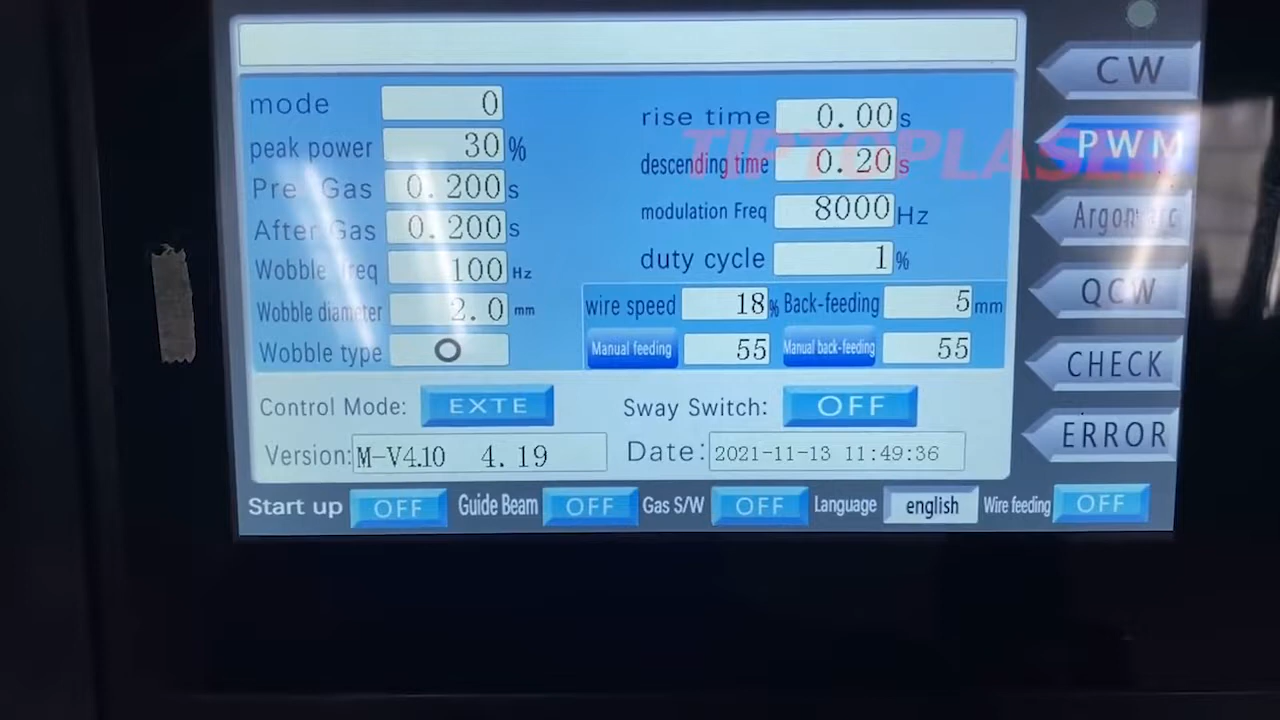 CW
mode 0
rise time 0.00 s
peak power 30 %
PWM
TIPTOPLASER
descending time 0.20 s
Pre Gas 0.200 s
modulation Freq 8000 Hz
Argon arc
After Gas 0.200 s
duty cycle 1 %
Wobble freq 100 Hz
QCW
Wobble diameter 2.0 mm
wire speed 18 % Back-feeding 5 mm
Wobble type O
Manual feeding 55 Manual back-feeding 55
CHECK
Control Mode: EXTE Sway Switch: OFF
ERROR
Version: M-V4.10 4.19 Date: 2021-11-13 11:49:36
Start up OFF Guide Beam OFF Gas S/W OFF Language english Wire feeding OFF